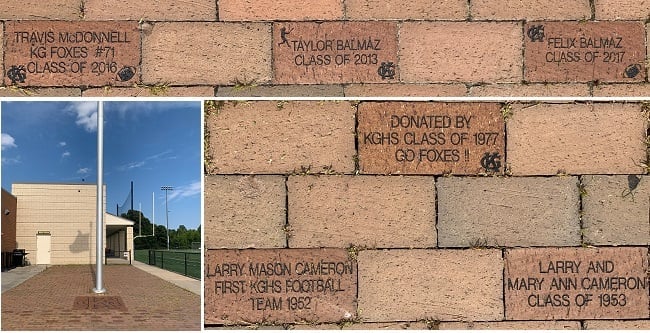 TRAVIS McDONNELL
KG FOXES #71
CLASS OF 2016
TAYLOR BALMAZ
CLASS OF 2013
FELIX BALMAZ
CLASS OF 2017
DONATED BY
KGHS CLASS OF 1977
GO FOXES !!
LARRY MASON CAMERON
FIRST KGHS FOOTBALL
TEAM 1952
LARRY AND
MARY ANN CAMERON
CLASS OF 1953